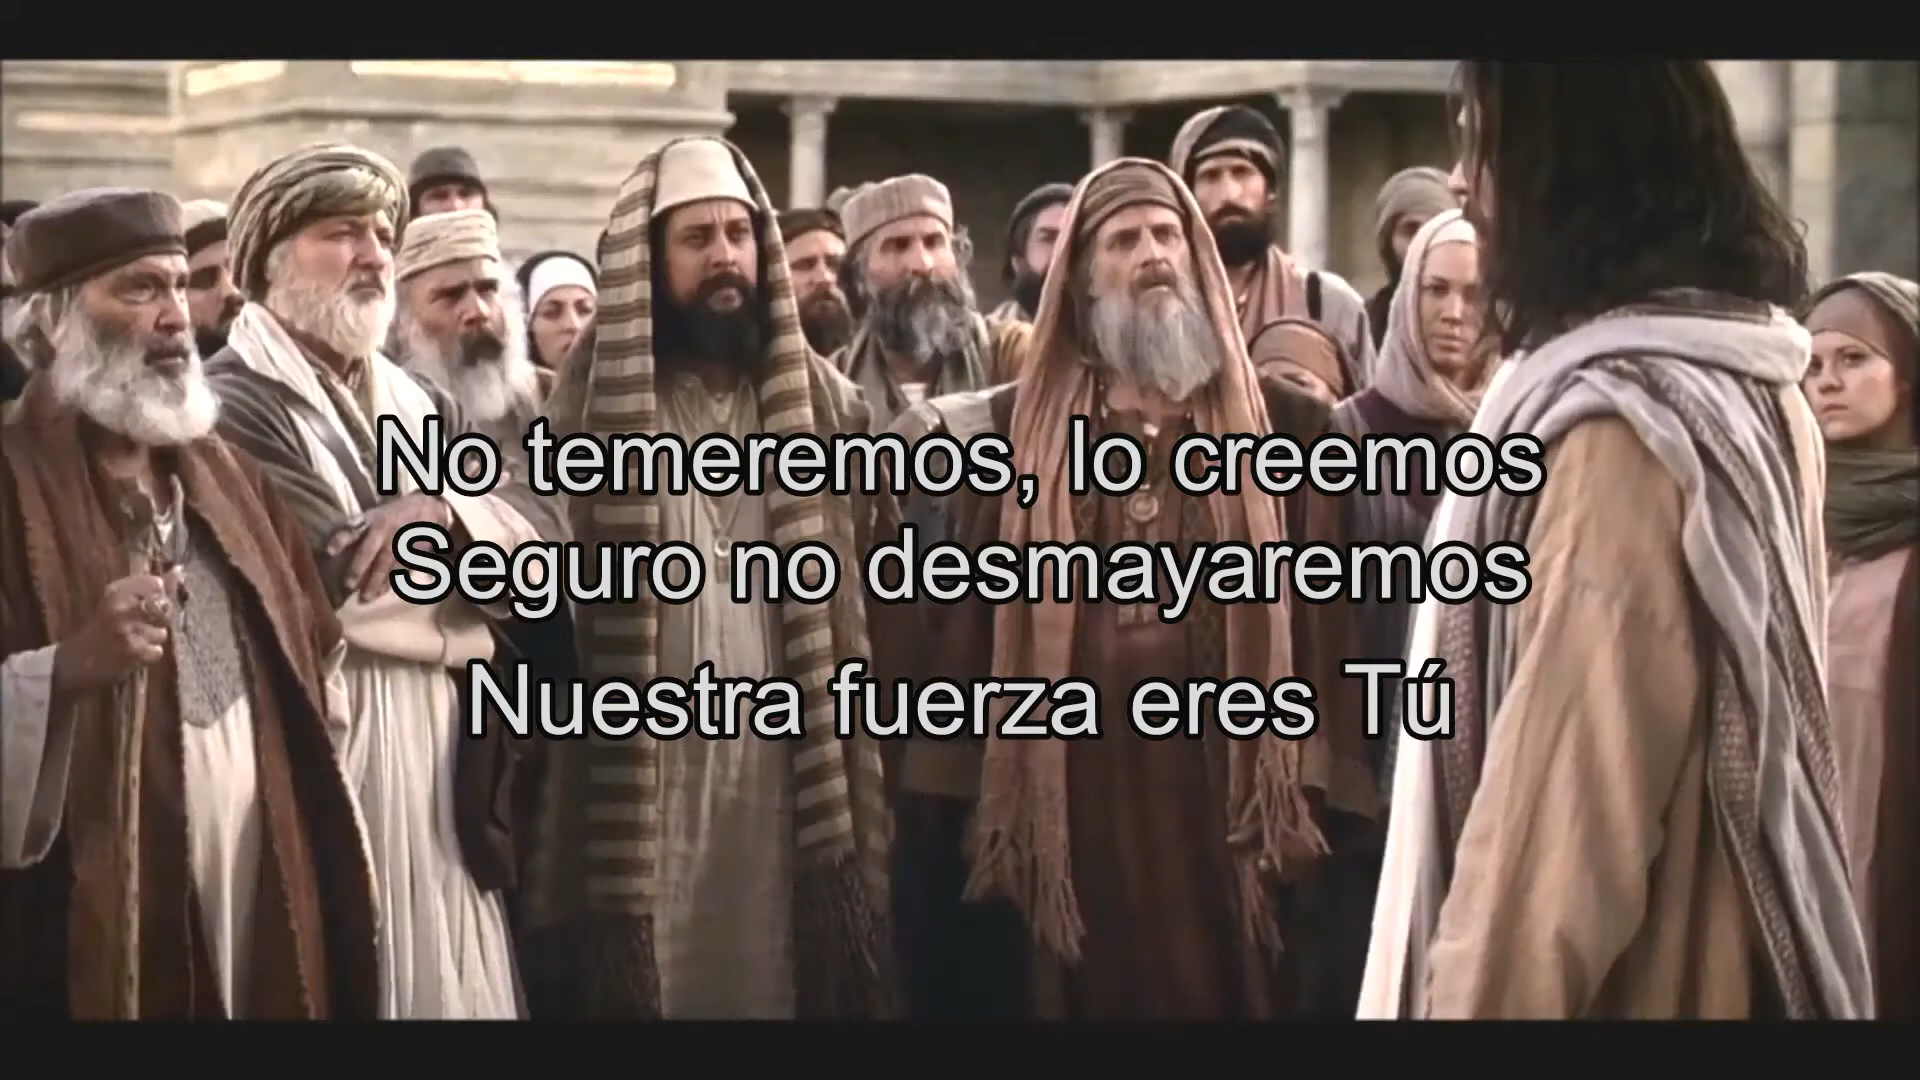 No temeremos, lo creemos
Seguro no desmayaremos
Nuestra fuerza eres Tú